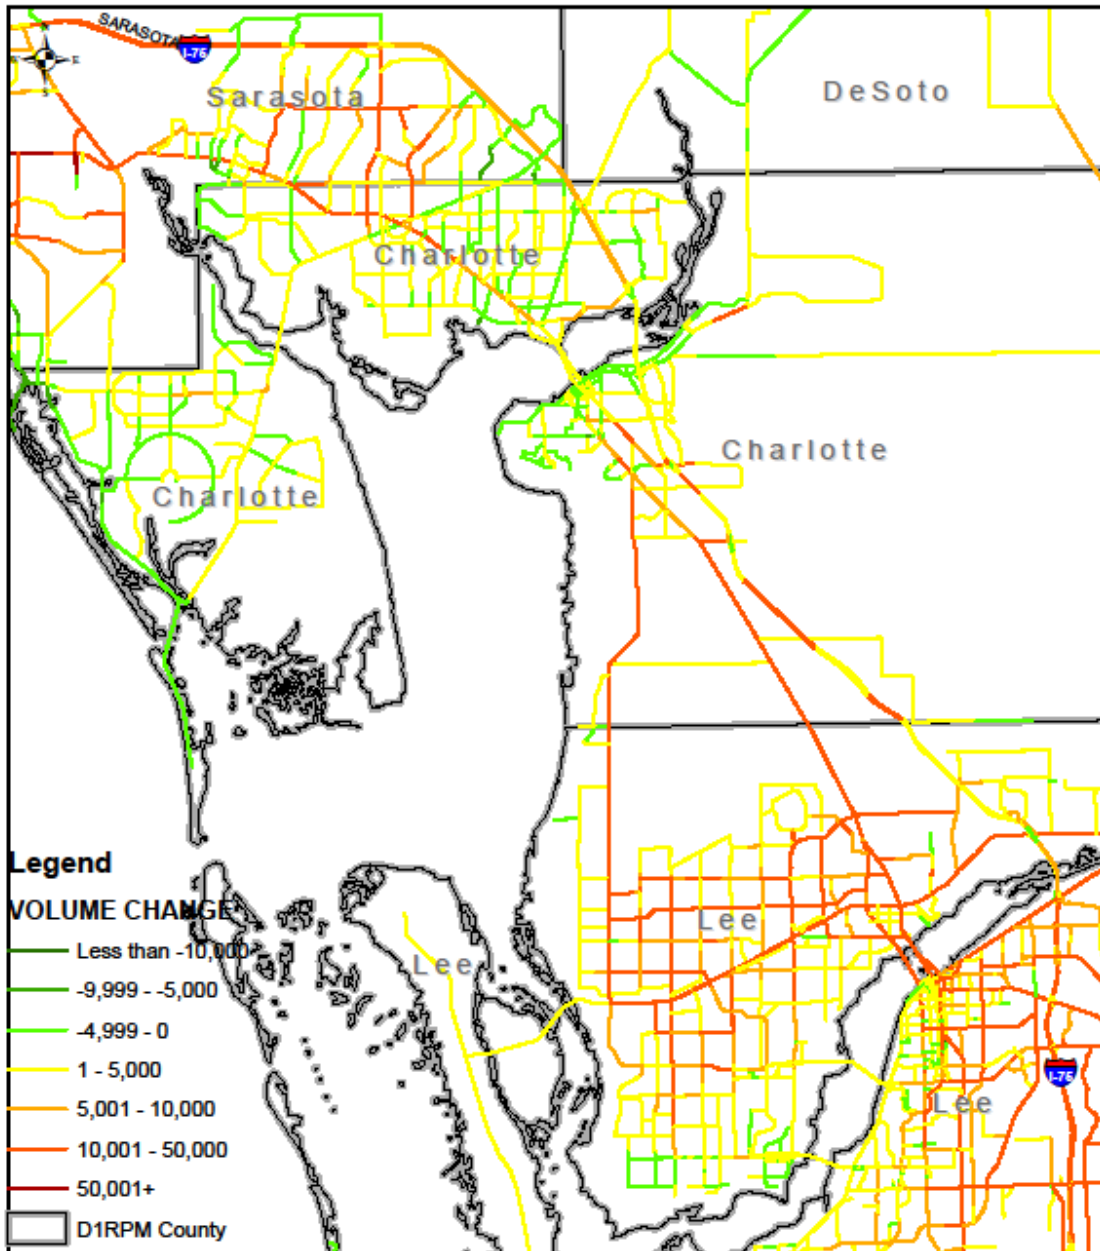 SARASOTA
I-75
N
E
S
Sarasota
DeSoto
Charlotte
Charlotte
Charlotte
Lee
Lee
I-75
Lee
Legend
VOLUME CHANGE
Less than -10,000
-9,999 - -5,000
-4,999 - 0
1 - 5,000
5,001 - 10,000
10,001 - 50,000
50,001+
D1RPM County